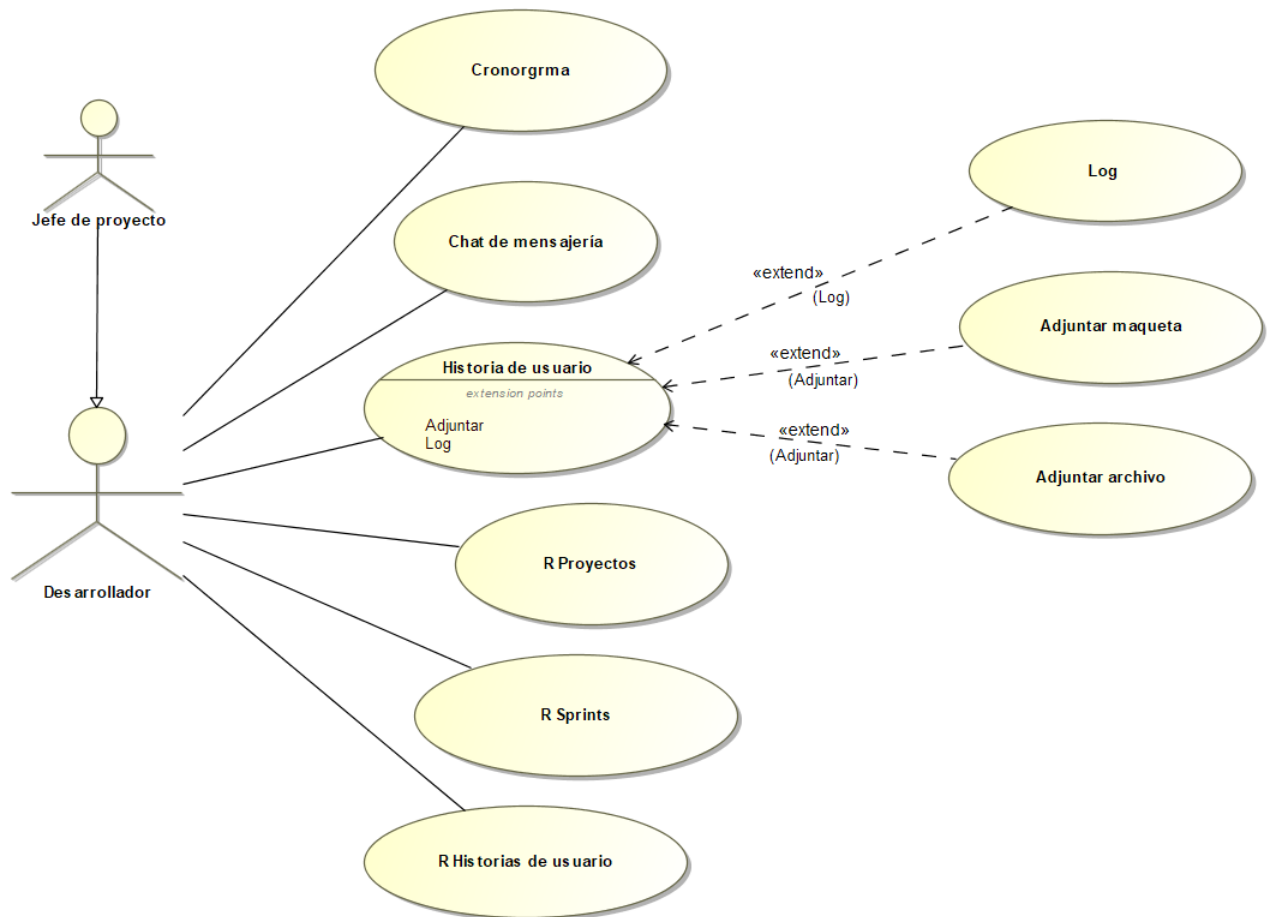 Cronorgrma
Jefe de proyecto
Log
Chat de mensajería
«extend»
(Log)
Adjuntar maqueta
Historia de usuario
extension points
Adjuntar
Log
«extend»
(Adjuntar)
«extend»
(Adjuntar)
Adjuntar archivo
R Proyectos
Desarrollador
R Sprints
R Historias de usuario